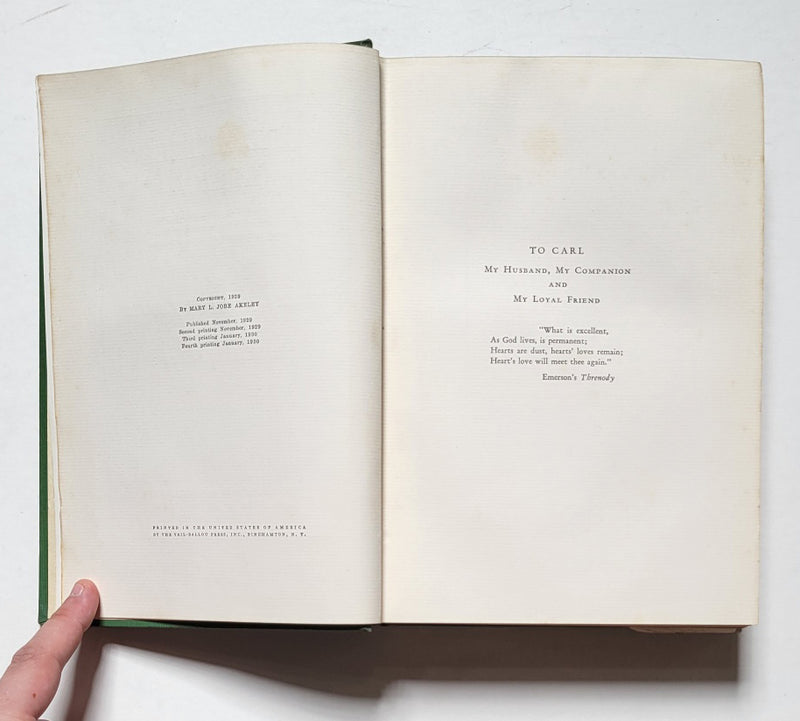 COPYRIGHT, 1929
BY MARY L. JOBE AKELEY
Published November, 1929
Second printing November, 1929
Third printing January, 1930
Fourth printing January, 1930
PRINTED IN THE UNITED STATES OF AMERICA
BY THE VAIL-BALLOU PRESS, INC., BINGHAMTON, N. Y.
TO CARL
MY HUSBAND, MY COMPANION
AND
MY LOYAL FRIEND
"What is excellent,
As God lives, is permanent;
Hearts are dust, hearts' loves remain;
Heart's love will meet thee again."
Emerson's Threnody